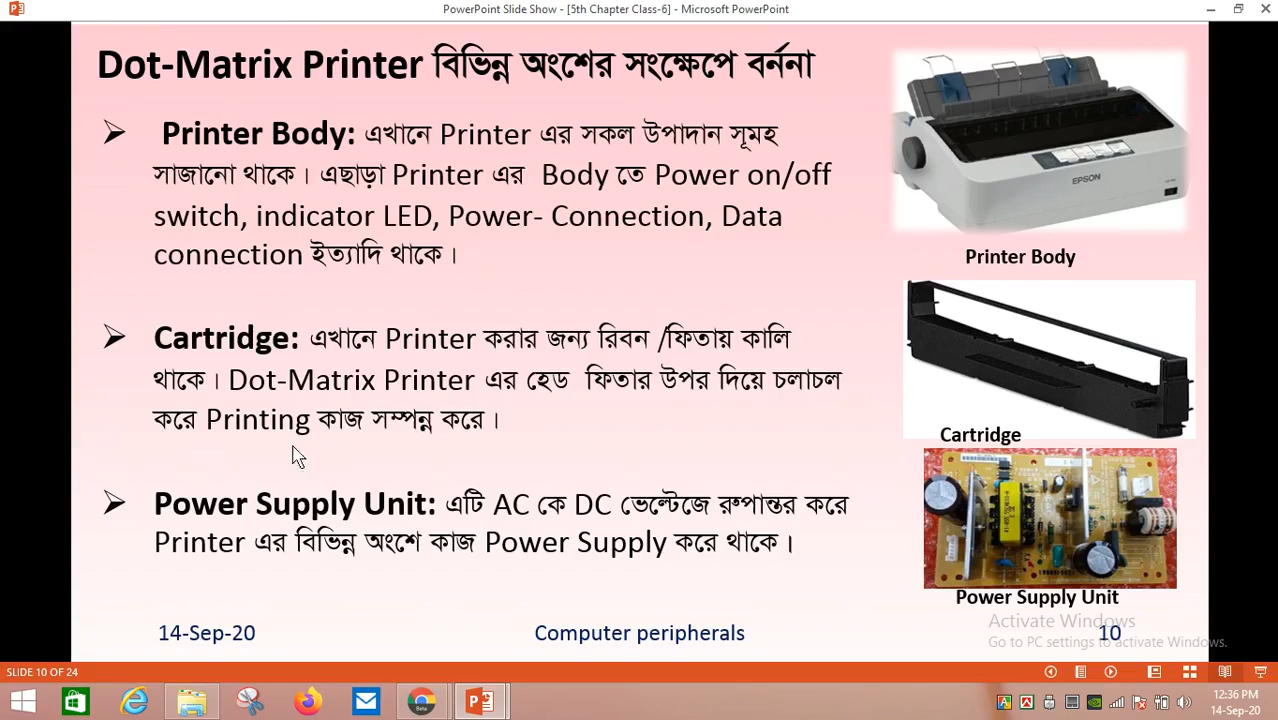 PowerPoint Slide Show - [5th Chapter Class-6] - Microsoft PowerPoint
Dot-Matrix Printer বিভিন্ন অংশের সংক্ষেপে বর্ননা
➢ Printer Body: এখানে Printer এর সকল উপাদান সূমহ
সাজানো থাকে। এছাড়া Printer এর Body তে Power on/off
switch, indicator LED, Power- Connection, Data
connection ইত্যাদি থাকে।
EPSON
Printer Body
➢ Cartridge: এখানে Printer করার জন্য রিবন /ফিতায় কালি
থাকে। Dot-Matrix Printer এর হেড ফিতার উপর দিয়ে চলাচল
করে Printing কাজ সম্পন্ন করে।
Cartridge
➢ Power Supply Unit: এটি AC কে DC ভেল্টেজে রুপান্তর করে
Printer এর বিভিন্ন অংশে কাজ Power Supply করে থাকে।
Power Supply Unit
Activate Windows
Go to PC settings to activate Windows.
14-Sep-20
Computer peripherals
10
SLIDE 10 OF 24
Beta
12:36 PM
14-Sep-20